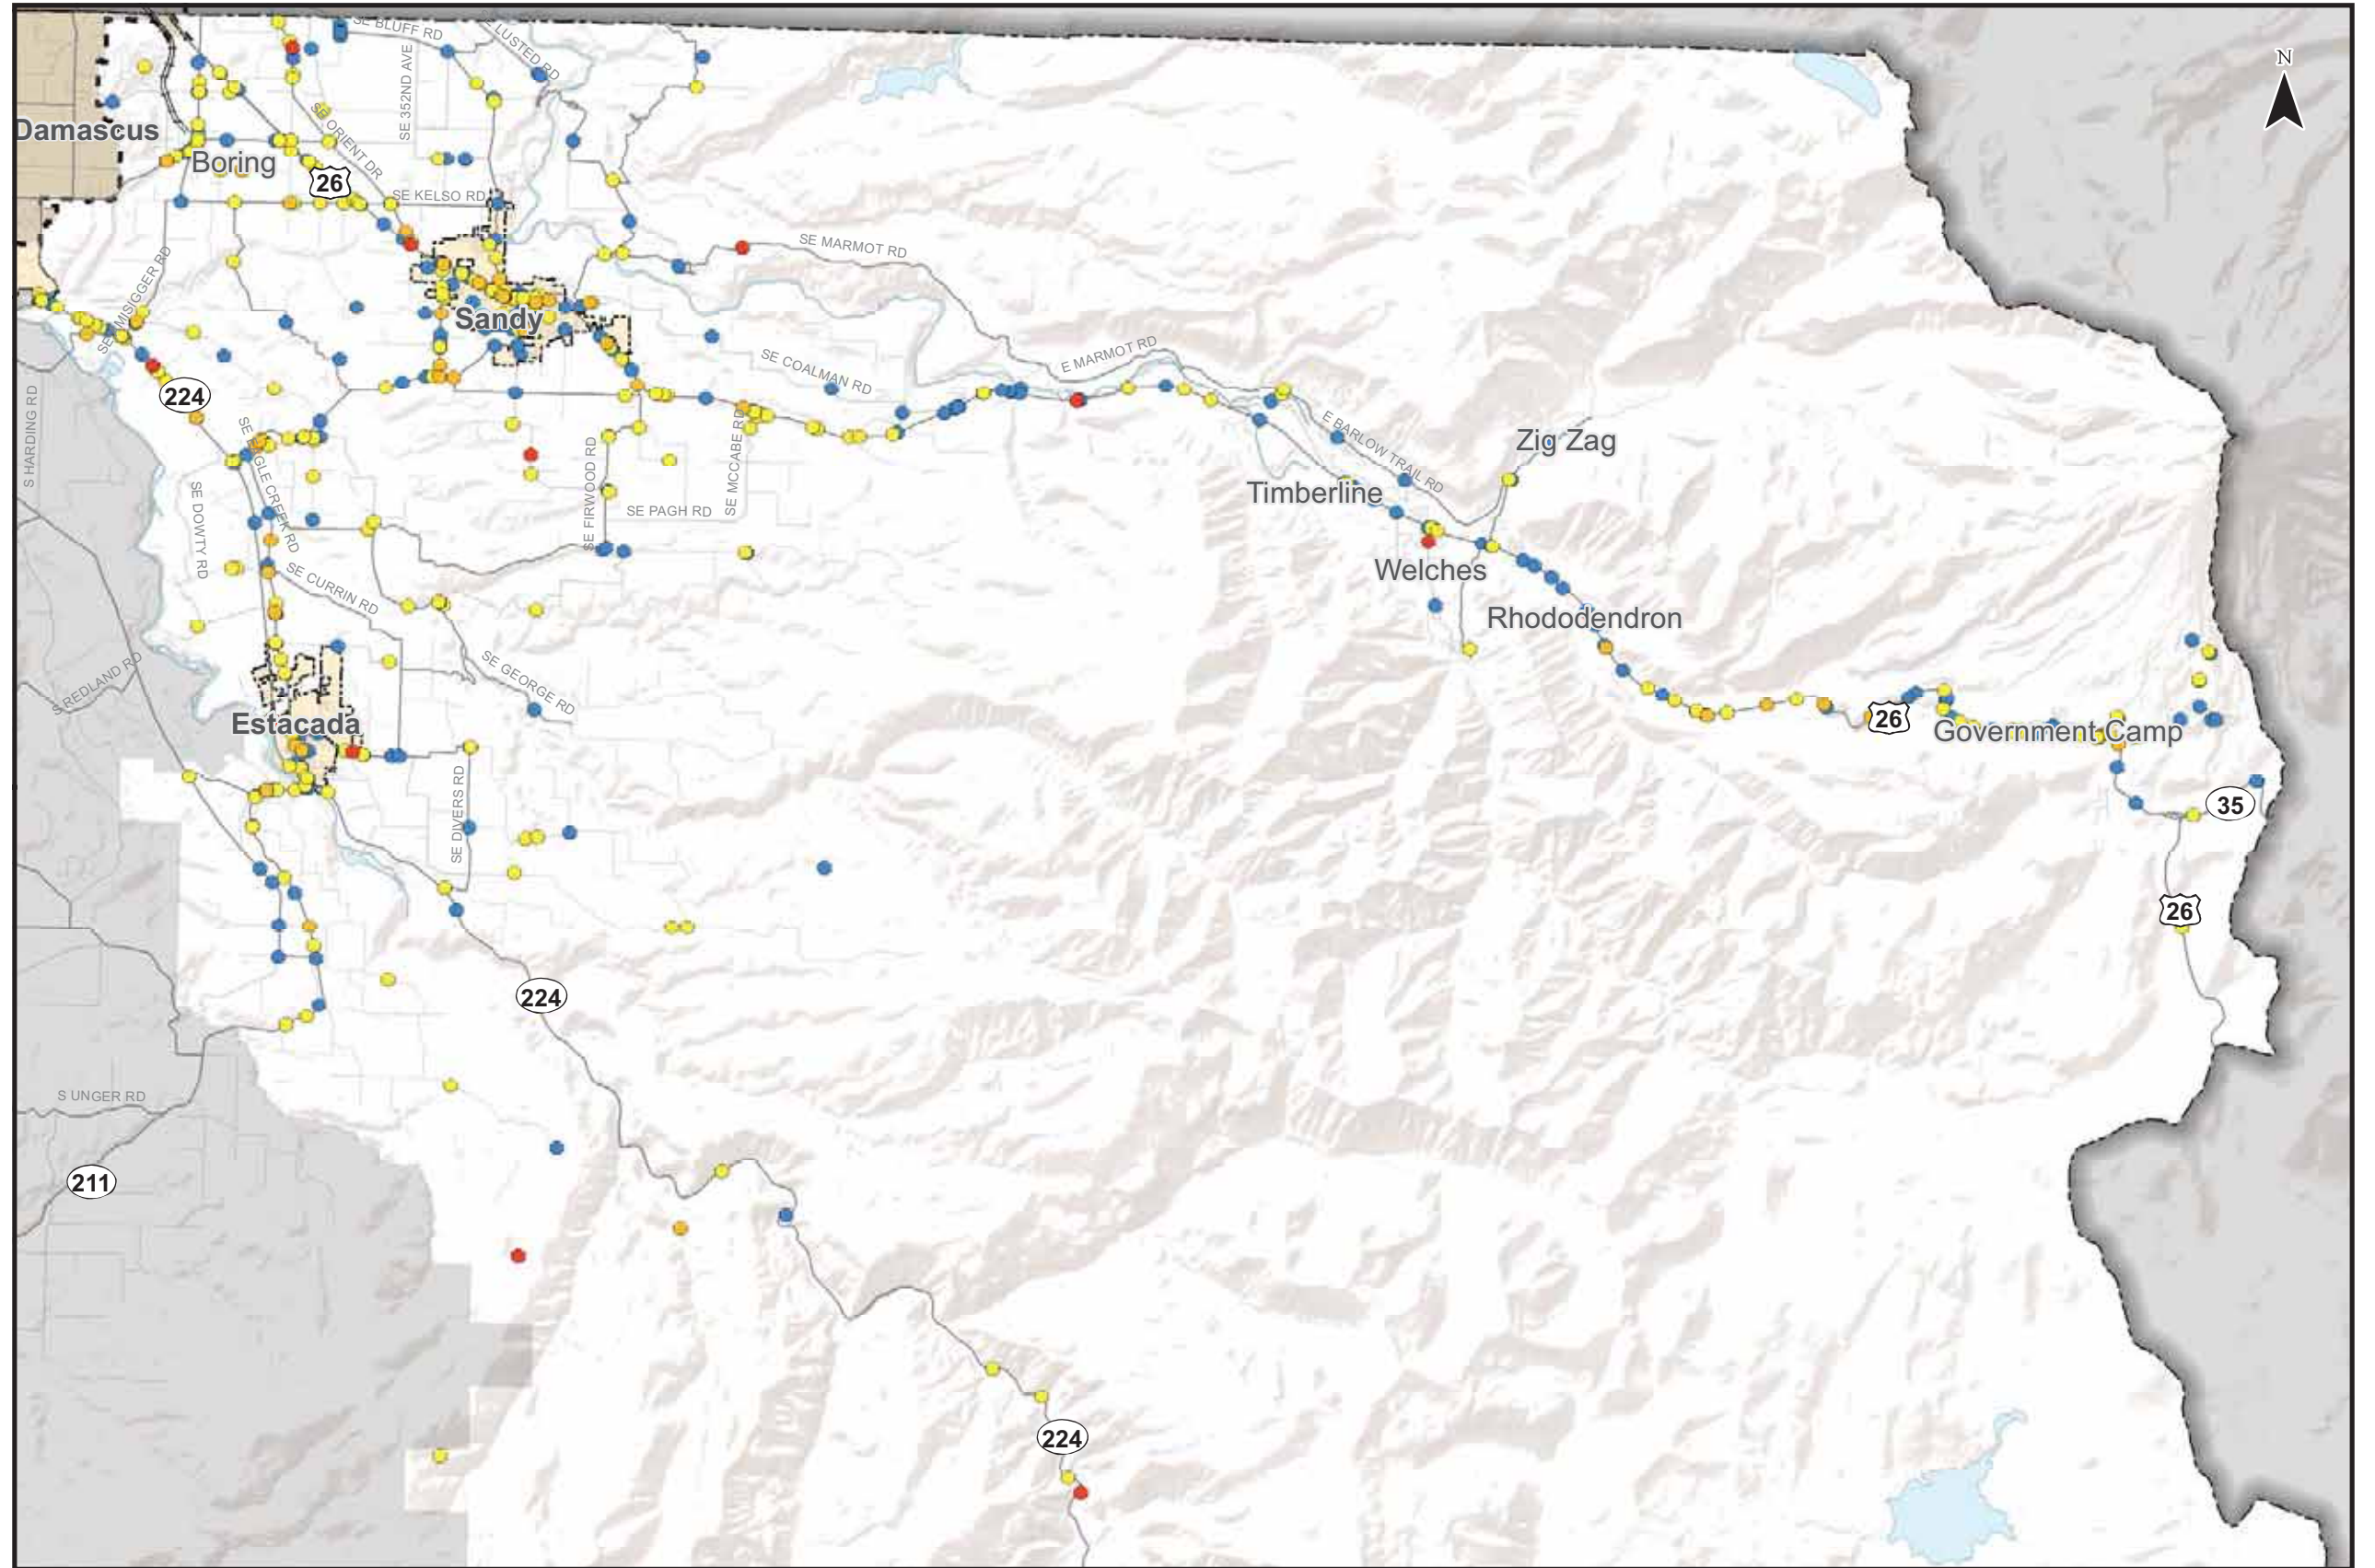 SE BLUFF RD
SE LUSTED RD
N
SE 352ND AVE
Damascus
SE ORIENT DR
Boring
26
SE KELSO RD
SE MARMOT RD
SE AMISIGGER RD
Sandy
E MARMOT RD
SE COALMAN RD
224
S HARDING RD
SE EAGLE CREEK RD
SE FIRWOOD RD
SE MCCABE RD
E BARLOW TRAIL RD
Zig Zag
Timberline
SE DOWTY RD
SE PAGH RD
Welches
SE CURRIN RD
Rhododendron
S REDLAND RD
SE GEORGE RD
Estacada
26
Government Camp
SE DIVERS RD
35
26
224
S UNGER RD
211
224